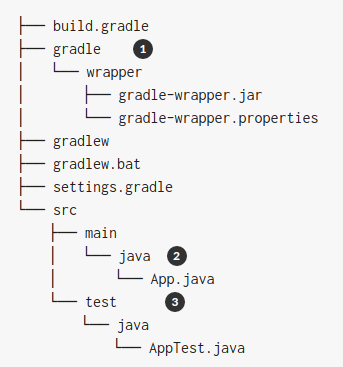 build.gradle
gradle 1
wrapper
gradle-wrapper.jar
gradle-wrapper.properties
gradlew
gradlew.bat
settings.gradle
src
main
java 2
App.java
test 3
java
AppTest.java